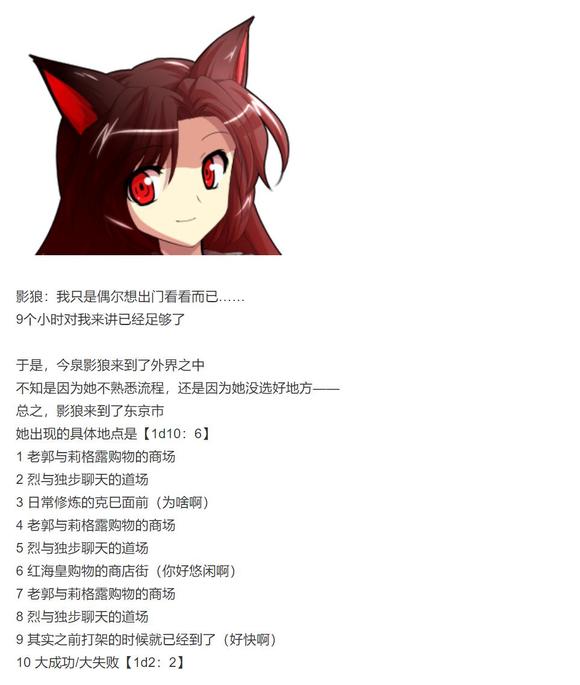 影狼：我只是偶尔想出门看看而已……
9个小时对我来讲已经足够了
于是，今泉影狼来到了外界之中
不知是因为她不熟悉流程，还是因为她没选好地方——
总之，影狼来到了东京市
她出现的具体地点是【1d10：6】
1 老郭与莉格露购物的商场
2 烈与独步聊天的道场
3 日常修炼的克巳面前（为啥啊）
4 老郭与莉格露购物的商场
5 烈与独步聊天的道场
6 红海皇购物的商店街（你好悠闲啊）
7 老郭与莉格露购物的商场
8 烈与独步聊天的道场
9 其实之前打架的时候就已经到了（好快啊）
10 大成功/大失败【1d2：2】